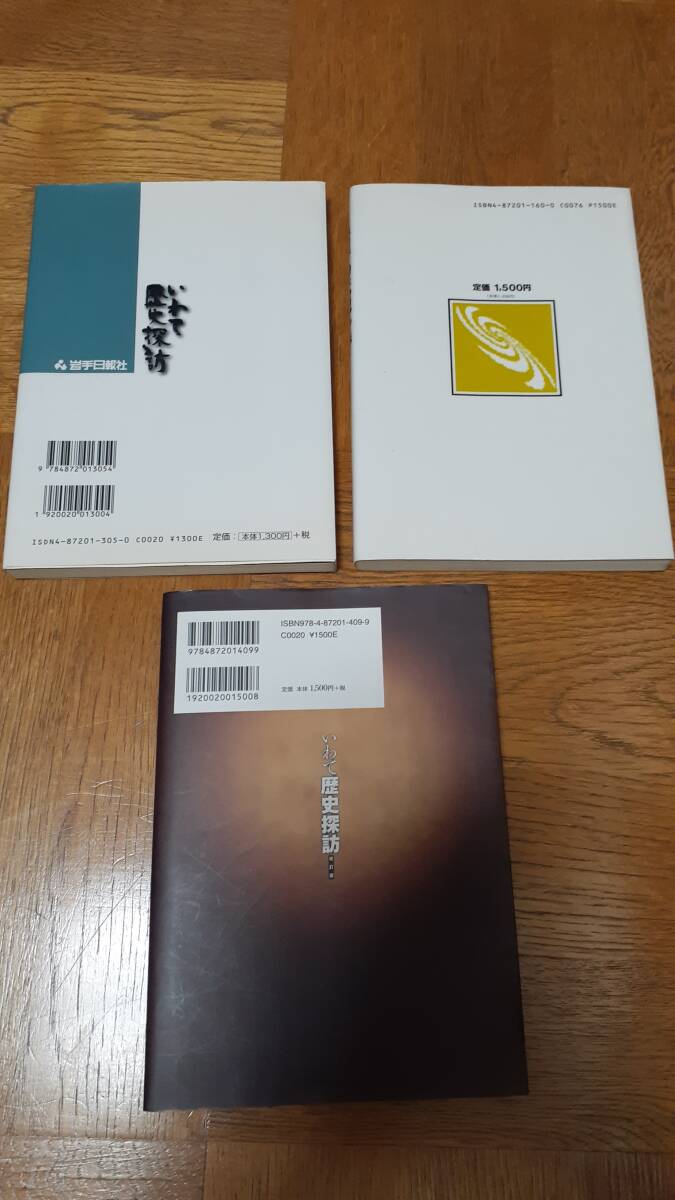 いわて
歴史探訪
岩手日報社
9 784872 013054
1 920020 013004
ISBN4-87201-305-0 C0020 ¥1300E
定価:本体1,300円+税
ISBN4-87201-160-0 C0076 ¥1500E
定価 1,500円
ISBN978-4-87201-409-9
C0020 ¥1500E
9784872014099
1920020015008
定価 本体 1,500円+税
いわて歴史探訪